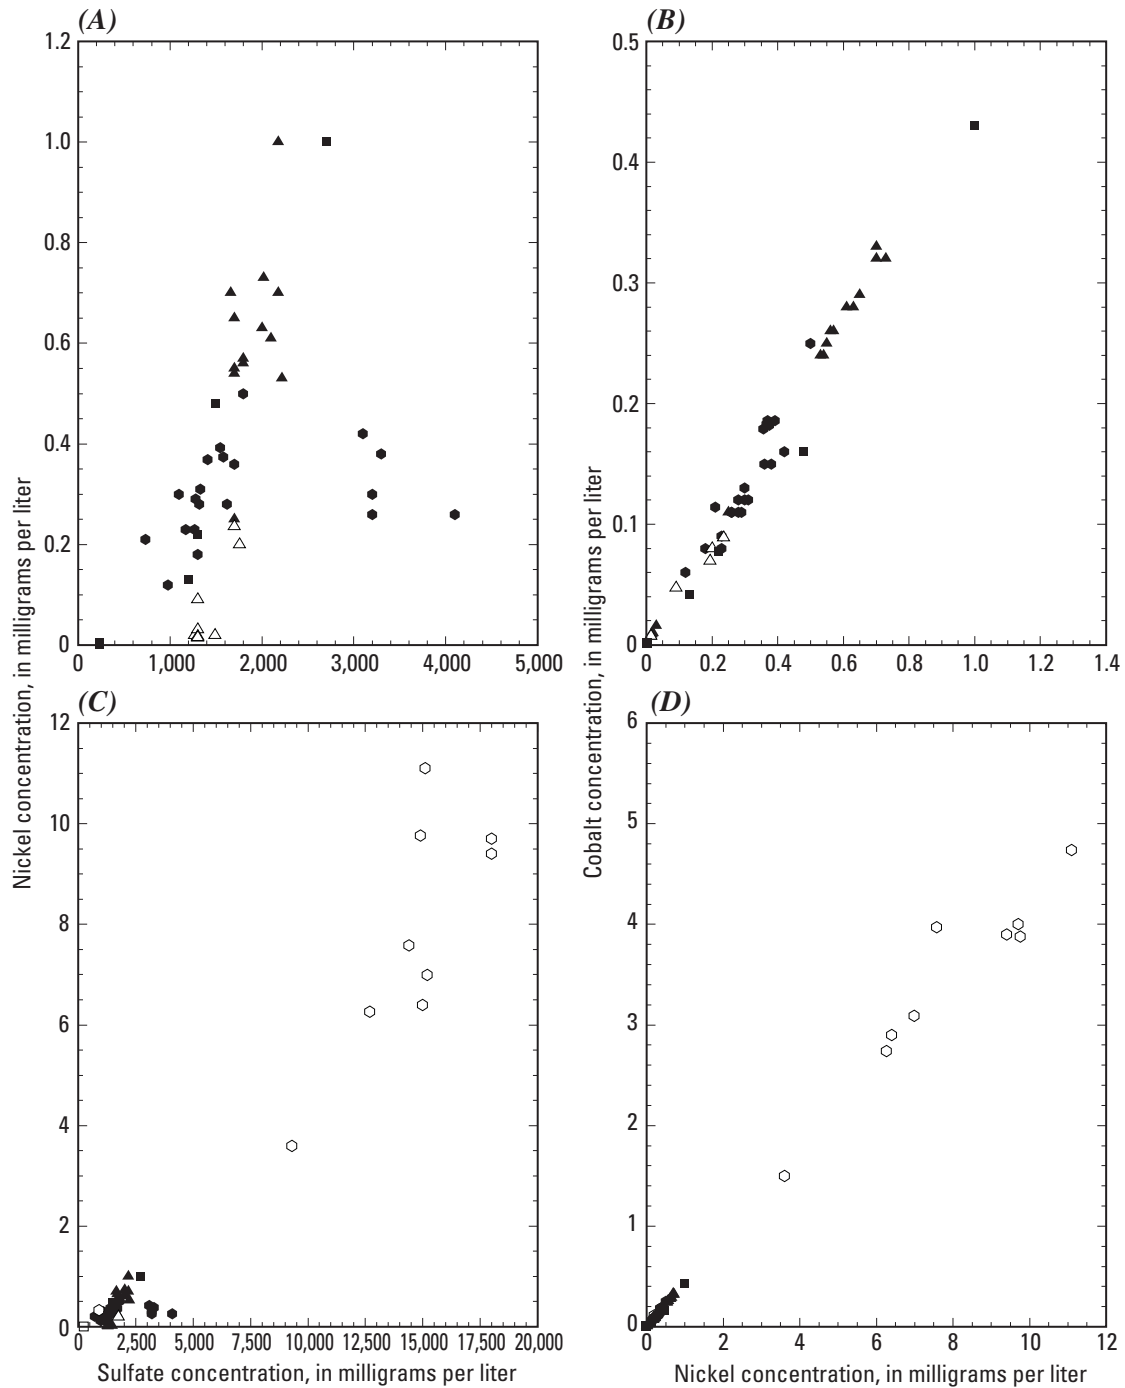 (A)
1.2
1.0
0.8
0.6
0.4
0.2
0
0 1,000 2,000 3,000 4,000 5,000
(B)
0.5
0.4
0.3
0.2
0.1
0
0 0.2 0.4 0.6 0.8 1.0 1.2 1.4
Nickel concentration, in milligrams per liter
Cobalt concentration, in milligrams per liter
(C)
12
10
8
6
4
2
0
0 2,500 5,000 7,500 10,000 12,500 15,000 17,500 20,000
Sulfate concentration, in milligrams per liter
(D)
6
5
4
3
2
1
0
0 2 4 6 8 10 12
Nickel concentration, in milligrams per liter